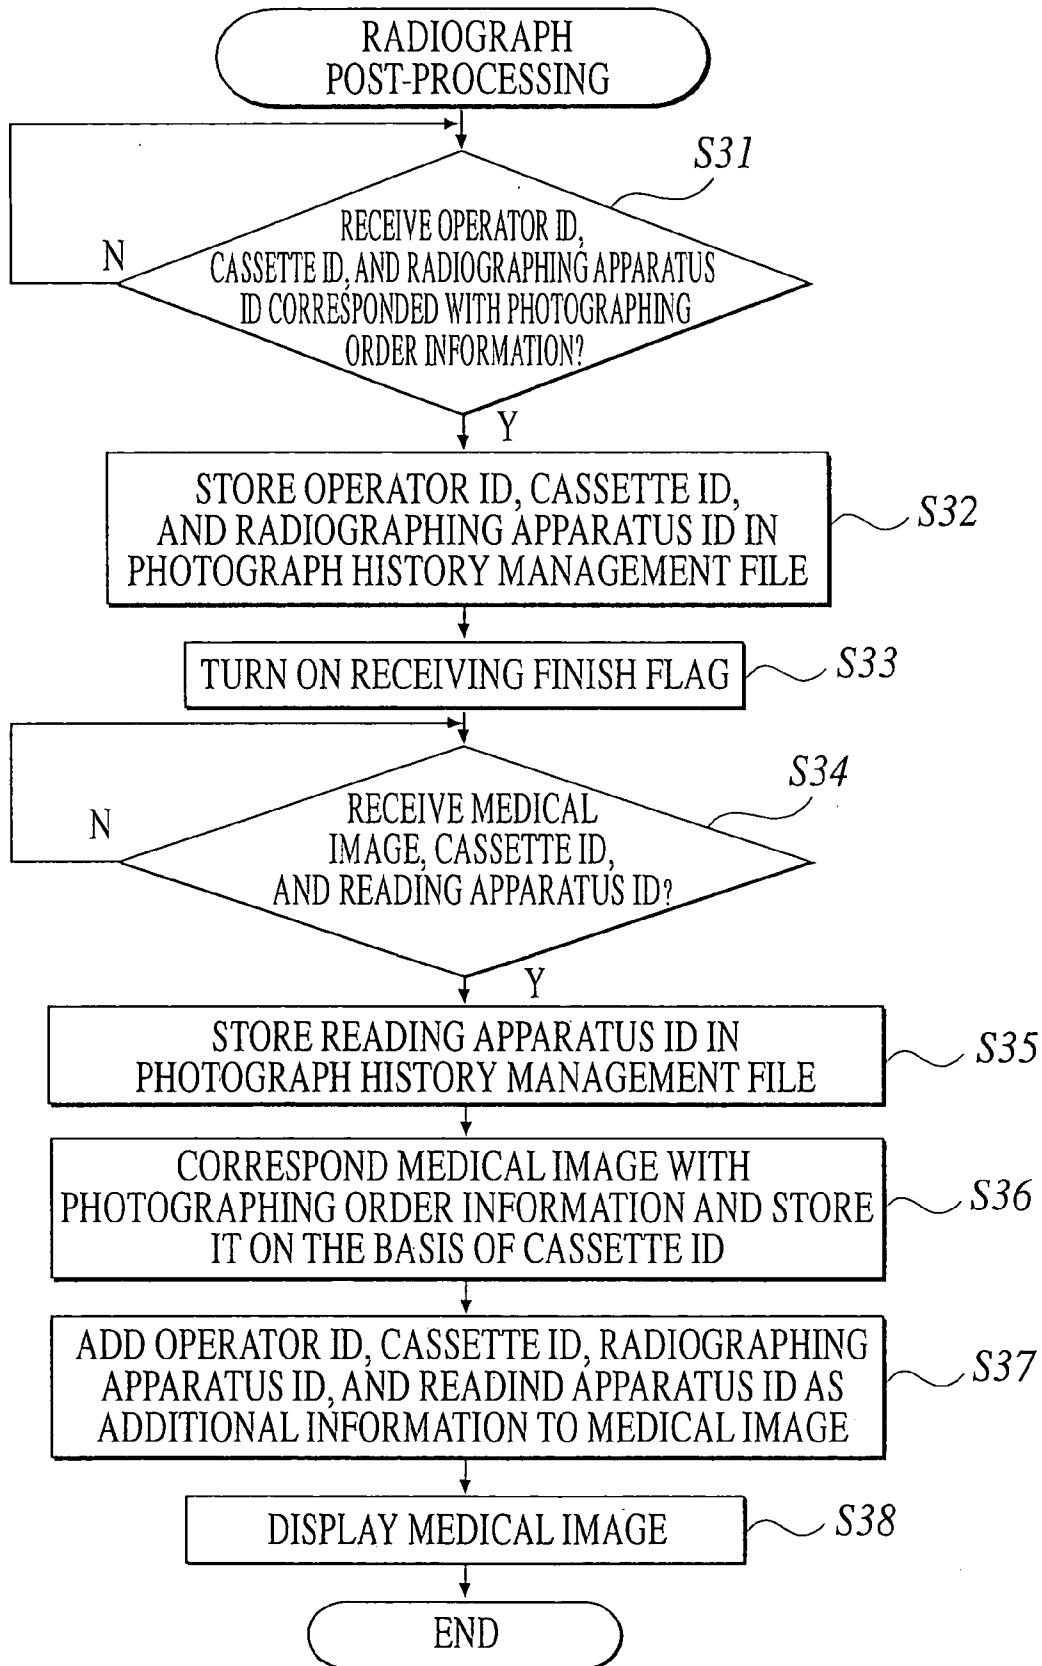 RADIOGRAPH
POST-PROCESSING
S31
RECEIVE OPERATOR ID,
CASSETTE ID, AND RADIOGRAPHING APPARATUS
ID CORRESPONDED WITH PHOTOGRAPHING
ORDER INFORMATION?
N
Y
STORE OPERATOR ID, CASSETTE ID,
AND RADIOGRAPHING APPARATUS ID IN
PHOTOGRAPH HISTORY MANAGEMENT FILE
S32
TURN ON RECEIVING FINISH FLAG
S33
S34
RECEIVE MEDICAL
IMAGE, CASSETTE ID,
AND READING APPARATUS ID?
N
Y
STORE READING APPARATUS ID IN
PHOTOGRAPH HISTORY MANAGEMENT FILE
S35
CORRESPOND MEDICAL IMAGE WITH
PHOTOGRAPHING ORDER INFORMATION AND STORE
IT ON THE BASIS OF CASSETTE ID
S36
ADD OPERATOR ID, CASSETTE ID, RADIOGRAPHING
APPARATUS ID, AND READIND APPARATUS ID AS
ADDITIONAL INFORMATION TO MEDICAL IMAGE
S37
DISPLAY MEDICAL IMAGE
S38
END